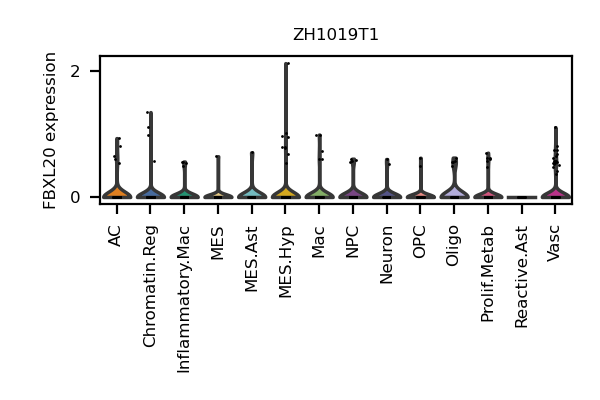 ZH1019T1
FBXL20 expression
2
0
AC
Chromatin.Reg
Inflammatory.Mac
MES
MES.Ast
MES.Hyp
Mac
NPC
Neuron
OPC
Oligo
Prolif.Metab
Reactive.Ast
Vasc